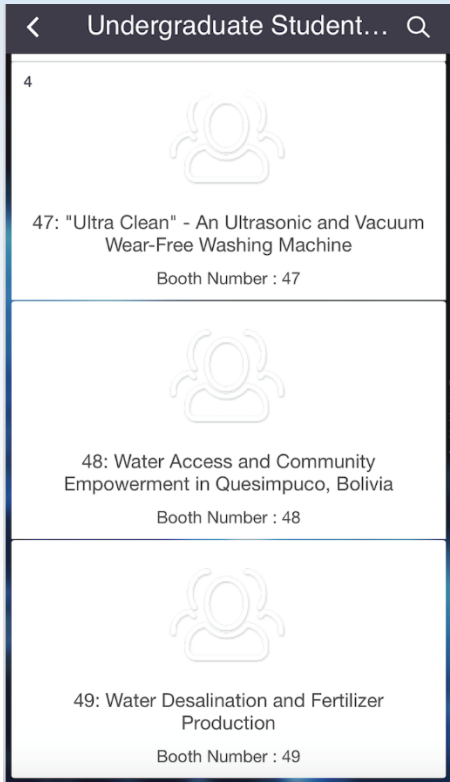 Undergraduate Student...
4
47: "Ultra Clean" - An Ultrasonic and Vacuum
Wear-Free Washing Machine
Booth Number : 47
48: Water Access and Community
Empowerment in Quesimpuco, Bolivia
Booth Number : 48
49: Water Desalination and Fertilizer
Production
Booth Number : 49